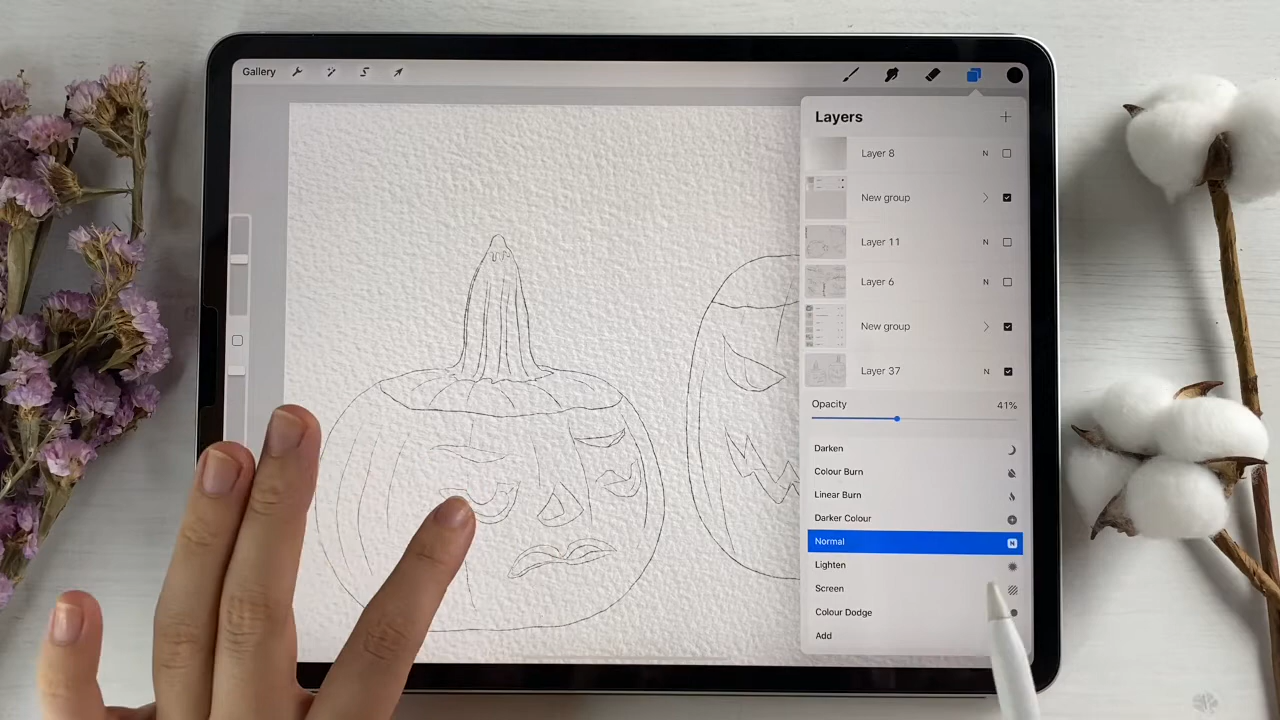 Gallery
Layers
Layer 8 N
New group
Layer 11 N
Layer 6 N
New group
Layer 37 N
Opacity 41%
Darken
Colour Burn
Linear Burn
Darker Colour
Normal N
Lighten
Screen
Colour Dodge
Add